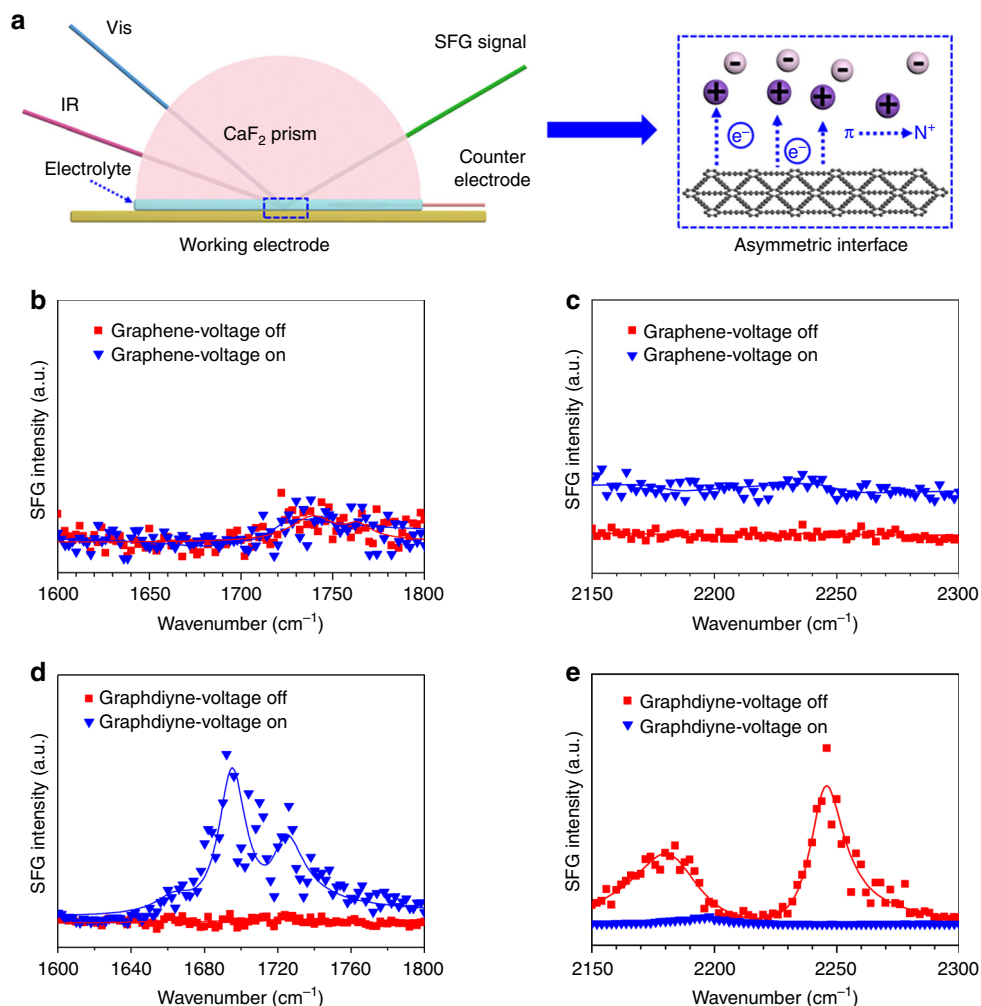 a
Vis
SFG signal
IR
CaF₂ prism
Electrolyte
Counter
electrode
Working electrode
− − − −
+ + + +
e⁻
e⁻
π N⁺
Asymmetric interface
b
Graphene-voltage off
Graphene-voltage on
SFG intensity (a.u.)
1600 1650 1700 1750 1800
Wavenumber (cm⁻¹)
c
Graphene-voltage off
Graphene-voltage on
SFG intensity (a.u.)
2150 2200 2250 2300
Wavenumber (cm⁻¹)
d
Graphdiyne-voltage off
Graphdiyne-voltage on
SFG intensity (a.u.)
1600 1640 1680 1720 1760 1800
Wavenumber (cm⁻¹)
e
Graphdiyne-voltage off
Graphdiyne-voltage on
SFG intensity (a.u.)
2150 2200 2250 2300
Wavenumber (cm⁻¹)